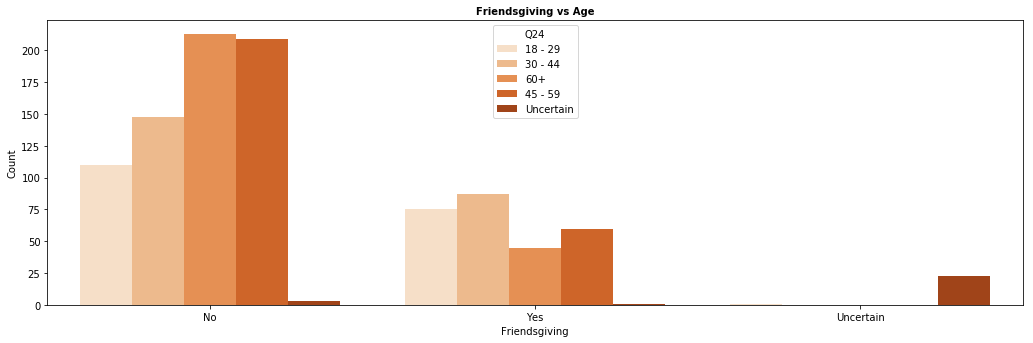 Friendsgiving vs Age
Q24
18 - 29
30 - 44
60+
45 - 59
Uncertain
Count
200
175
150
125
100
75
50
25
0
No
Yes
Uncertain
Friendsgiving